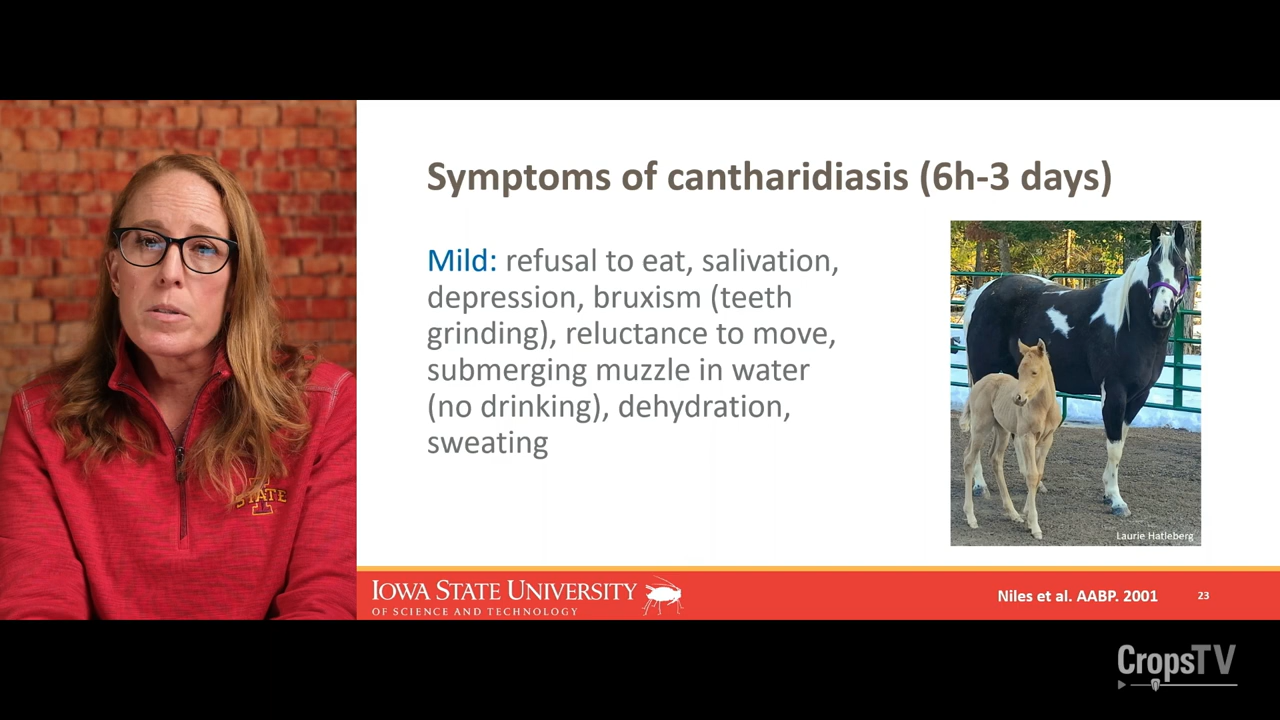 Symptoms of cantharidiasis (6h-3 days)
Mild: refusal to eat, salivation,
depression, bruxism (teeth
grinding), reluctance to move,
submerging muzzle in water
(no drinking), dehydration,
sweating
STATE
Laurie Hatleberg
IOWA STATE UNIVERSITY
OF SCIENCE AND TECHNOLOGY
Niles et al. AABP. 2001
23
CropsTV